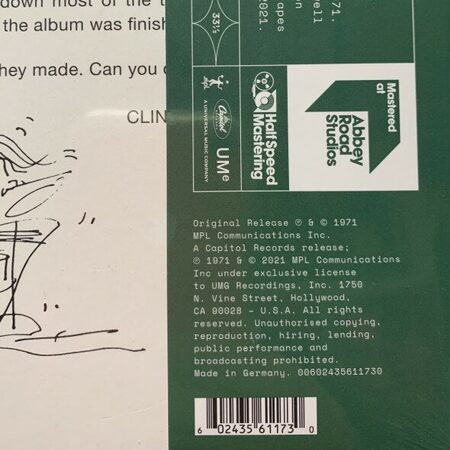 down most of the t
the album was finish
hey made. Can you
CLIN
971.
ell
on
apes
2021.
33⅓
Mastered
at
Abbey
Road
Studios
Half Speed
Mastering
MPL
Capitol
UMe
A UNIVERSAL MUSIC COMPANY
Original Release ℗ & © 1971
MPL Communications Inc.
A Capitol Records release;
℗ 1971 & © 2021 MPL Communications
Inc under exclusive license
to UMG Recordings, Inc. 1750
N. Vine Street, Hollywood,
CA 90028 – U.S.A. All rights
reserved. Unauthorised copying,
reproduction, hiring, lending,
public performance and
broadcasting prohibited.
Made in Germany. 00602435611730
6 02435 61173 0